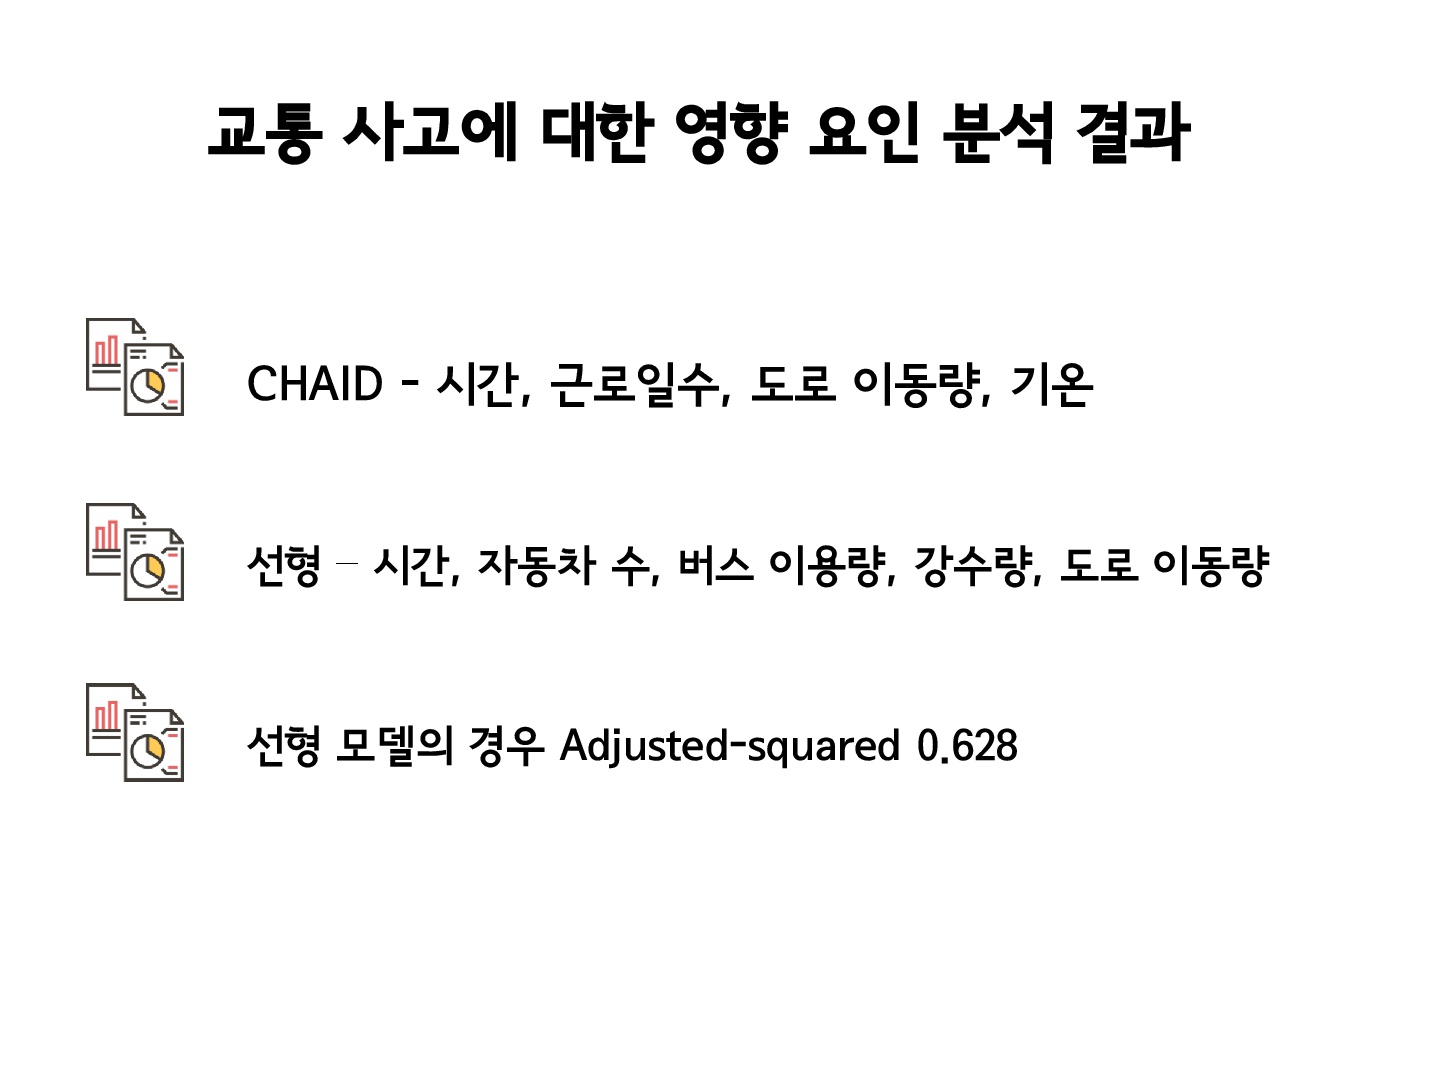 교통 사고에 대한 영향 요인 분석 결과
CHAID - 시간, 근로일수, 도로 이동량, 기온
선형 – 시간, 자동차 수, 버스 이용량, 강수량, 도로 이동량
선형 모델의 경우 Adjusted-squared 0.628